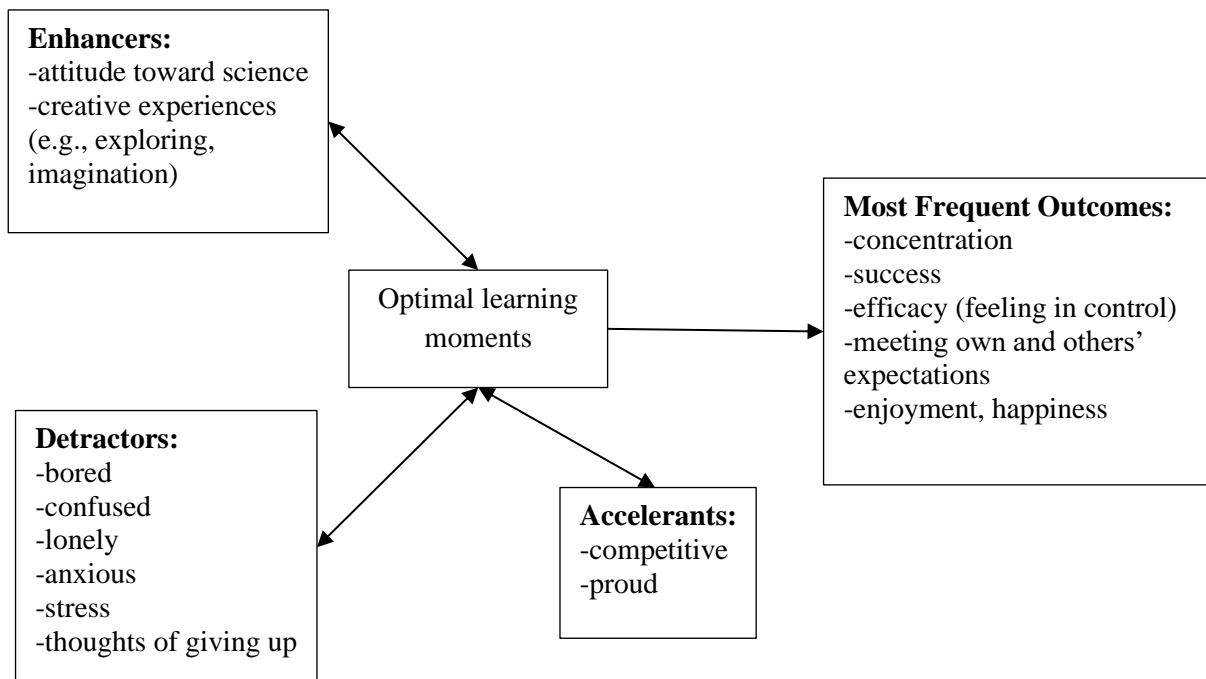 Enhancers:
-attitude toward science
-creative experiences
(e.g., exploring,
imagination)
Most Frequent Outcomes:
-concentration
-success
-efficacy (feeling in control)
-meeting own and others’
expectations
-enjoyment, happiness
Optimal learning
moments
Detractors:
-bored
-confused
-lonely
-anxious
-stress
-thoughts of giving up
Accelerants:
-competitive
-proud